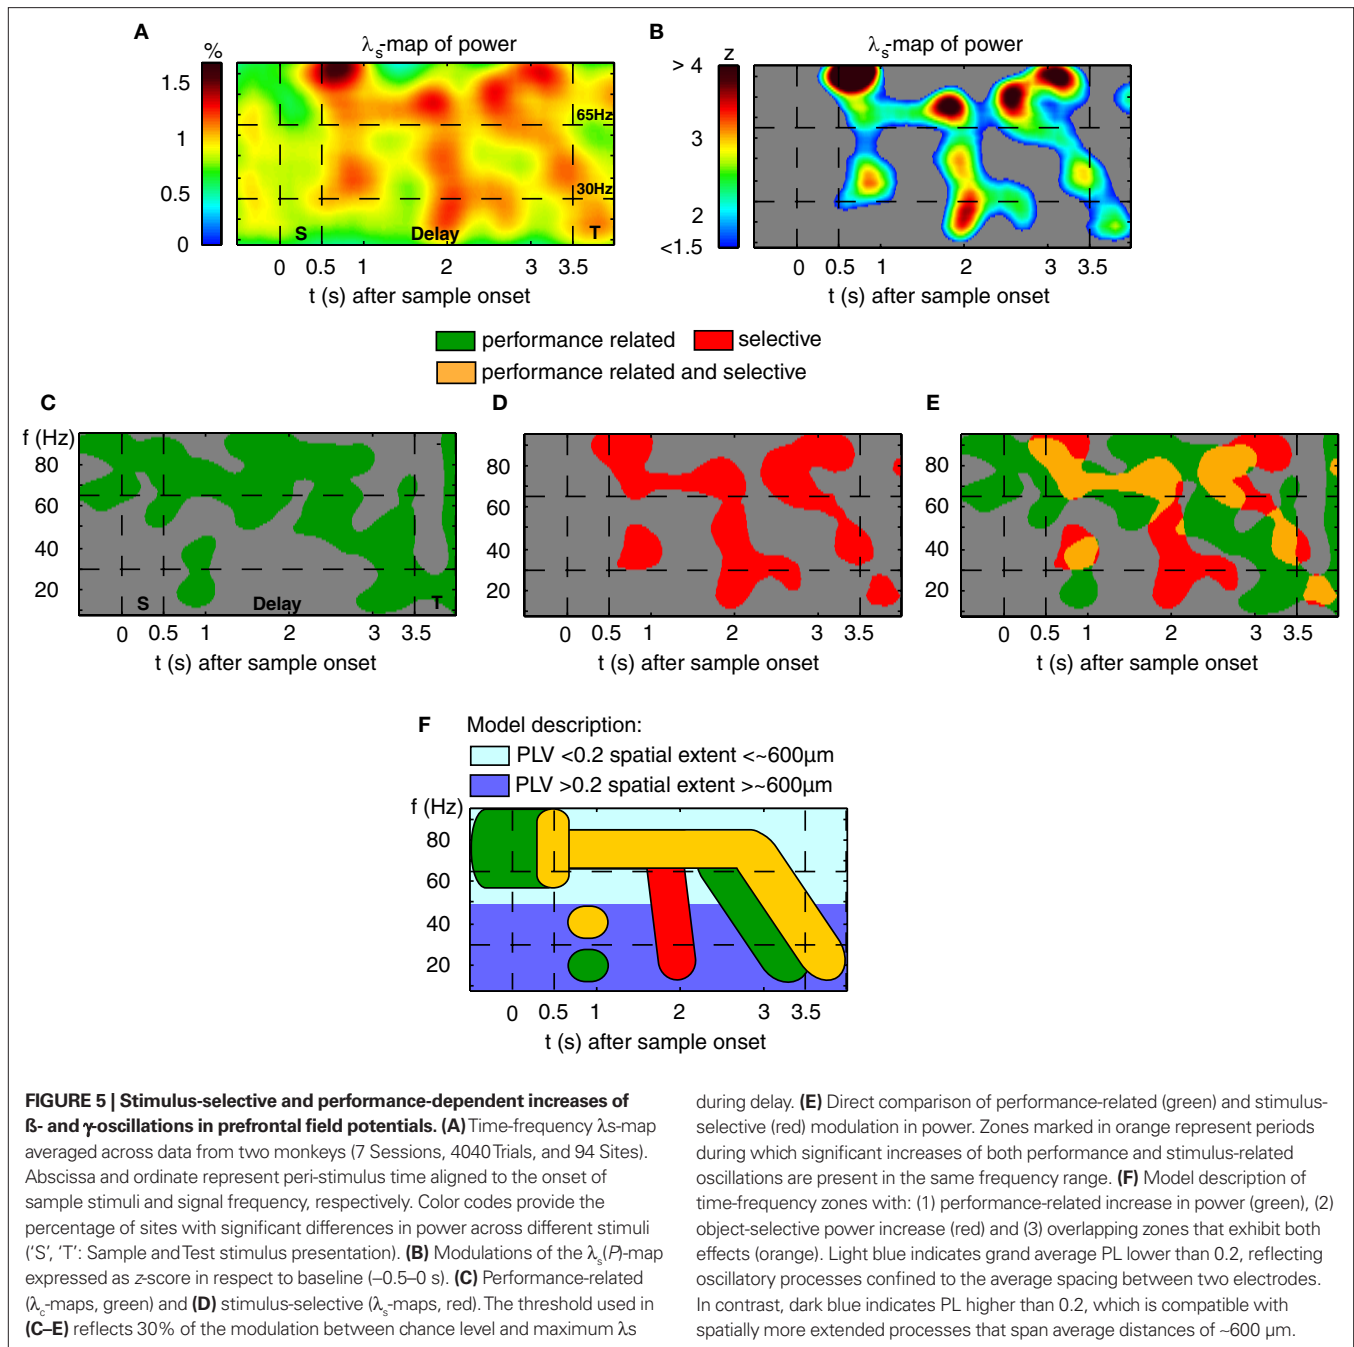 A
%
λs-map of power
1.5
1
0.5
0
65Hz
30Hz
S
Delay
T
0 0.5 1 2 3 3.5
t (s) after sample onset
B
z
λs-map of power
> 4
3
2
<1.5
0 0.5 1 2 3 3.5
t (s) after sample onset
performance related
selective
performance related and selective
C
f (Hz)
80
60
40
20
S
Delay
T
0 0.5 1 2 3 3.5
t (s) after sample onset
D
0 0.5 1 2 3 3.5
t (s) after sample onset
E
80
60
40
20
0 0.5 1 2 3 3.5
t (s) after sample onset
F Model description:
PLV <0.2 spatial extent <~600µm
PLV >0.2 spatial extent >~600µm
f (Hz)
80
60
40
20
0 0.5 1 2 3 3.5
t (s) after sample onset
FIGURE 5 | Stimulus-selective and performance-dependent increases of
ß- and γ-oscillations in prefrontal field potentials. (A) Time-frequency λs-map
averaged across data from two monkeys (7 Sessions, 4040 Trials, and 94 Sites).
Abscissa and ordinate represent peri-stimulus time aligned to the onset of
sample stimuli and signal frequency, respectively. Color codes provide the
percentage of sites with significant differences in power across different stimuli
(‘S’, ‘T’: Sample and Test stimulus presentation). (B) Modulations of the λs(P)-map
expressed as z-score in respect to baseline (–0.5–0 s). (C) Performance-related
(λc-maps, green) and (D) stimulus-selective (λs-maps, red). The threshold used in
(C–E) reflects 30% of the modulation between chance level and maximum λs
during delay. (E) Direct comparison of performance-related (green) and stimulus-
selective (red) modulation in power. Zones marked in orange represent periods
during which significant increases of both performance and stimulus-related
oscillations are present in the same frequency range. (F) Model description of
time-frequency zones with: (1) performance-related increase in power (green), (2)
object-selective power increase (red) and (3) overlapping zones that exhibit both
effects (orange). Light blue indicates grand average PL lower than 0.2, reflecting
oscillatory processes confined to the average spacing between two electrodes.
In contrast, dark blue indicates PL higher than 0.2, which is compatible with
spatially more extended processes that span average distances of ~600 µm.